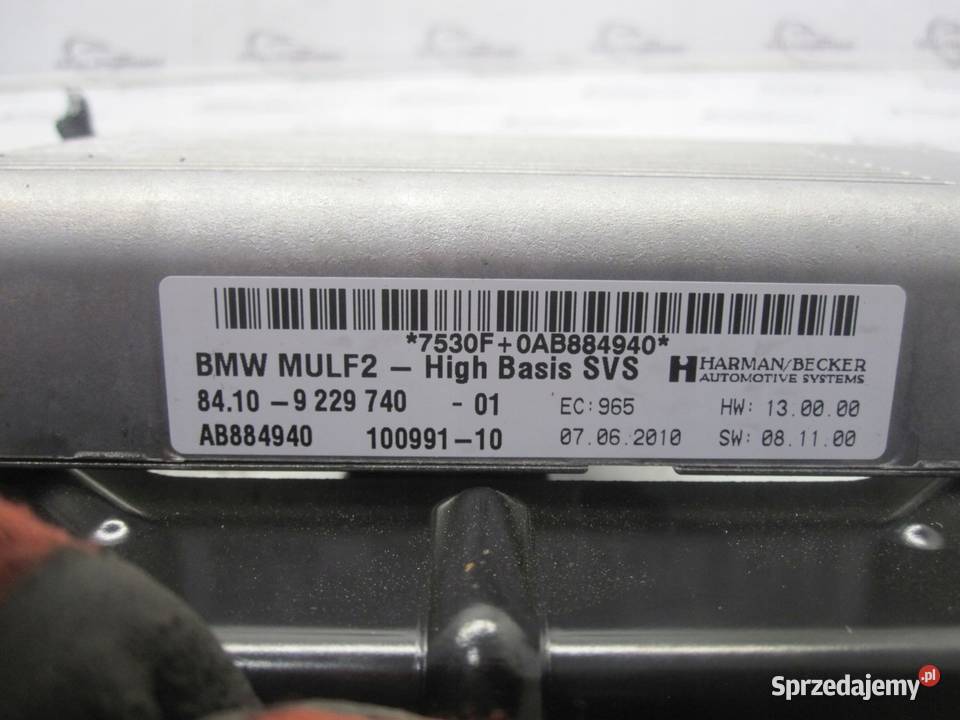 *7530F+0AB884940*
BMW MULF2 – High Basis SVS
HARMAN/BECKER
AUTOMOTIVE SYSTEMS
84.10 – 9 229 740 - 01 EC: 965 HW: 13.00.00
AB884940 100991-10 07.06.2010 SW: 08.11.00
Sprzedajemy.pl